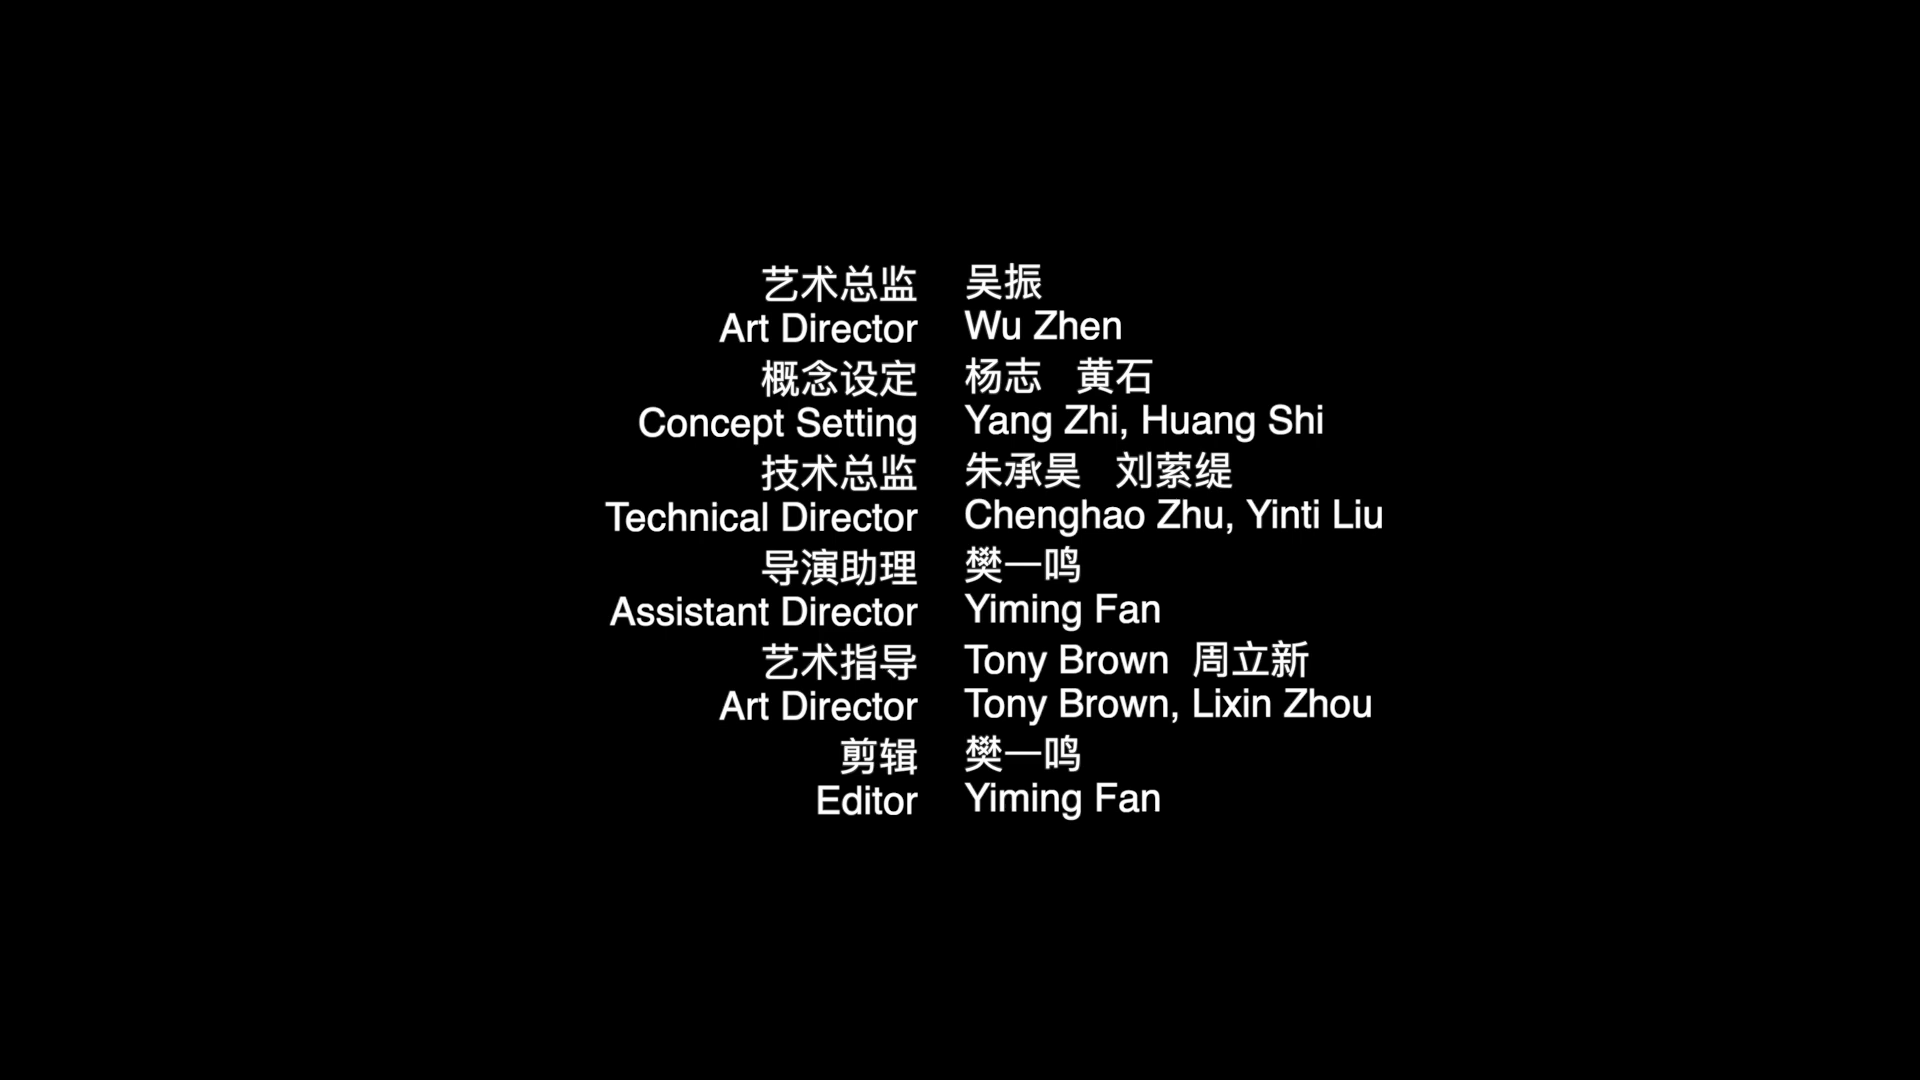 艺术总监 吴振
Art Director Wu Zhen
概念设定 杨志 黄石
Concept Setting Yang Zhi, Huang Shi
技术总监 朱承昊 刘萦缇
Technical Director Chenghao Zhu, Yinti Liu
导演助理 樊一鸣
Assistant Director Yiming Fan
艺术指导 Tony Brown 周立新
Art Director Tony Brown, Lixin Zhou
剪辑 樊一鸣
Editor Yiming Fan